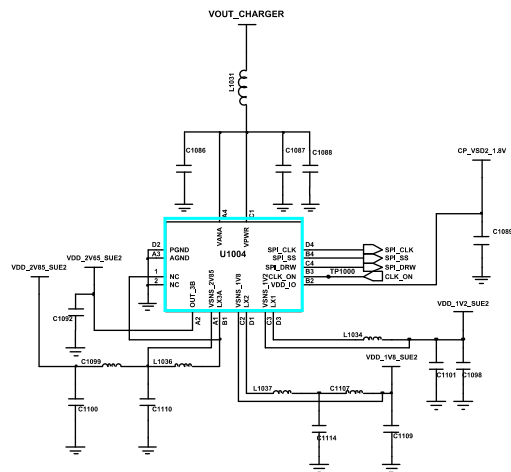 VOUT_CHARGER
L1031
C1086
C1087
C1088
CP_VSD2_1.8V
C1089
A4
C1
VANA
VPWR
D2
A3
PGND
AGND
U1004
SPI_CLK
SPI_SS
SPI_DRW
CLK_ON
VDD_IO
D4
B4
C4
B3
B2
TP1000
SPI_CLK
SPI_SS
SPI_DRW
CLK_ON
1
2
NC
NC
OUT_3B
VSNS_2V85
LX3A
VSNS_1V8
LX2
VSNS_1V2
LX1
A2
A1
B1
C2
D1
C3
D3
VDD_2V85_SUE2
VDD_2V65_SUE2
C1092
VDD_1V2_SUE2
L1034
C1101
C1098
VDD_1V8_SUE2
C1099
L1036
L1037
C1107
C1100
C1110
C1114
C1109